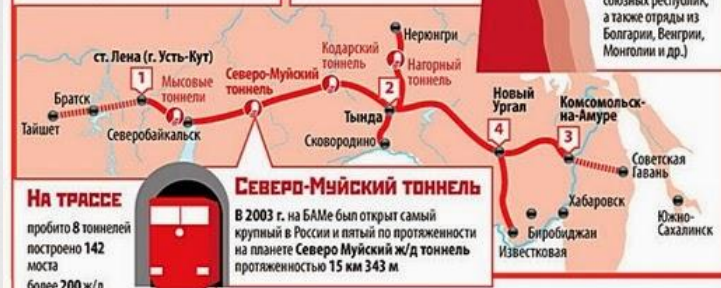 союзных республик,
а также отряды из
Болгарии, Венгрии,
Монголии и др.)
Нерюнгри
Кодарский
тоннель
Нагорный
тоннель
ст. Лена (г. Усть-Кут)
Северо-Муйский
тоннель
1
Мысовые
тоннели
Братск
Тайшет
Северобайкальск
2
Тында
Сковородино
Новый
Ургал
4
Комсомольск-
на-Амуре
3
Советская
Гавань
Хабаровск
Биробиджан
Известковая
Южно-
Сахалинск
НА ТРАССЕ
пробито 8 тоннелей
построено 142
моста
более 200 ж/д
СЕВЕРО-МУЙСКИЙ ТОННЕЛЬ
В 2003 г. на БАМе был открыт самый
крупный в России и пятый по протяженности
на планете Северо Муйский ж/д тоннель
протяженностью 15 км 343 м